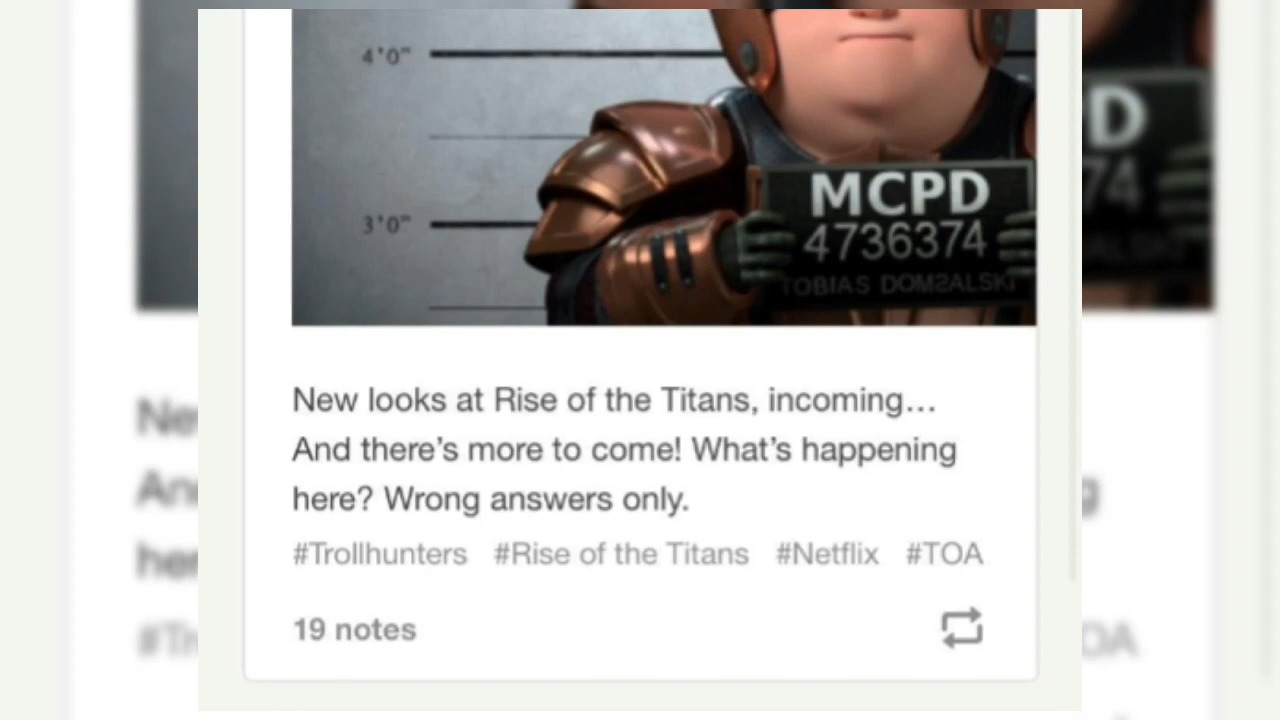 4'0"
3'0"
MCPD
4736374
TOBIAS DOMZALSKI
New looks at Rise of the Titans, incoming…
And there's more to come! What's happening
here? Wrong answers only.
#Trollhunters #Rise of the Titans #Netflix #TOA
19 notes